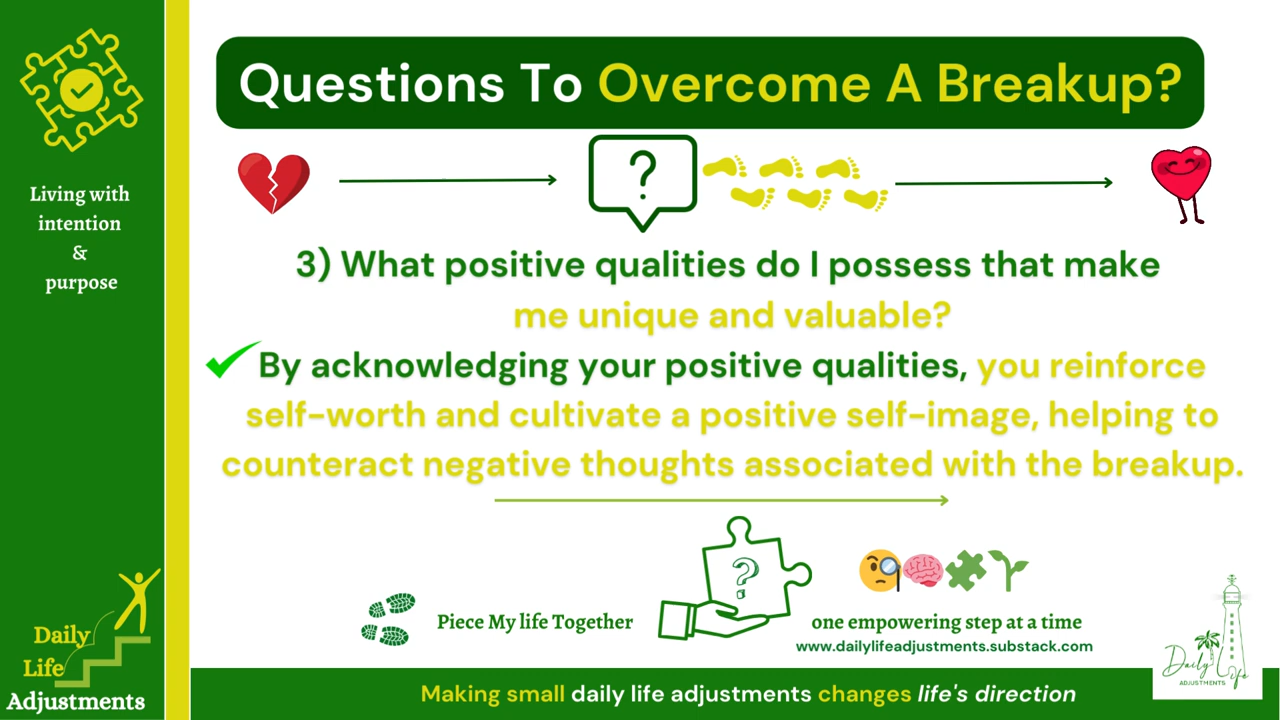 Questions To Overcome A Breakup?
Living with
intention
&
purpose
?
3) What positive qualities do I possess that make
me unique and valuable?
By acknowledging your positive qualities, you reinforce
self-worth and cultivate a positive self-image, helping to
counteract negative thoughts associated with the breakup.
?
Piece My life Together
one empowering step at a time
www.dailylifeadjustments.substack.com
Daily
Life
Adjustments
Making small daily life adjustments changes life's direction
Daily Life
ADJUSTMENTS